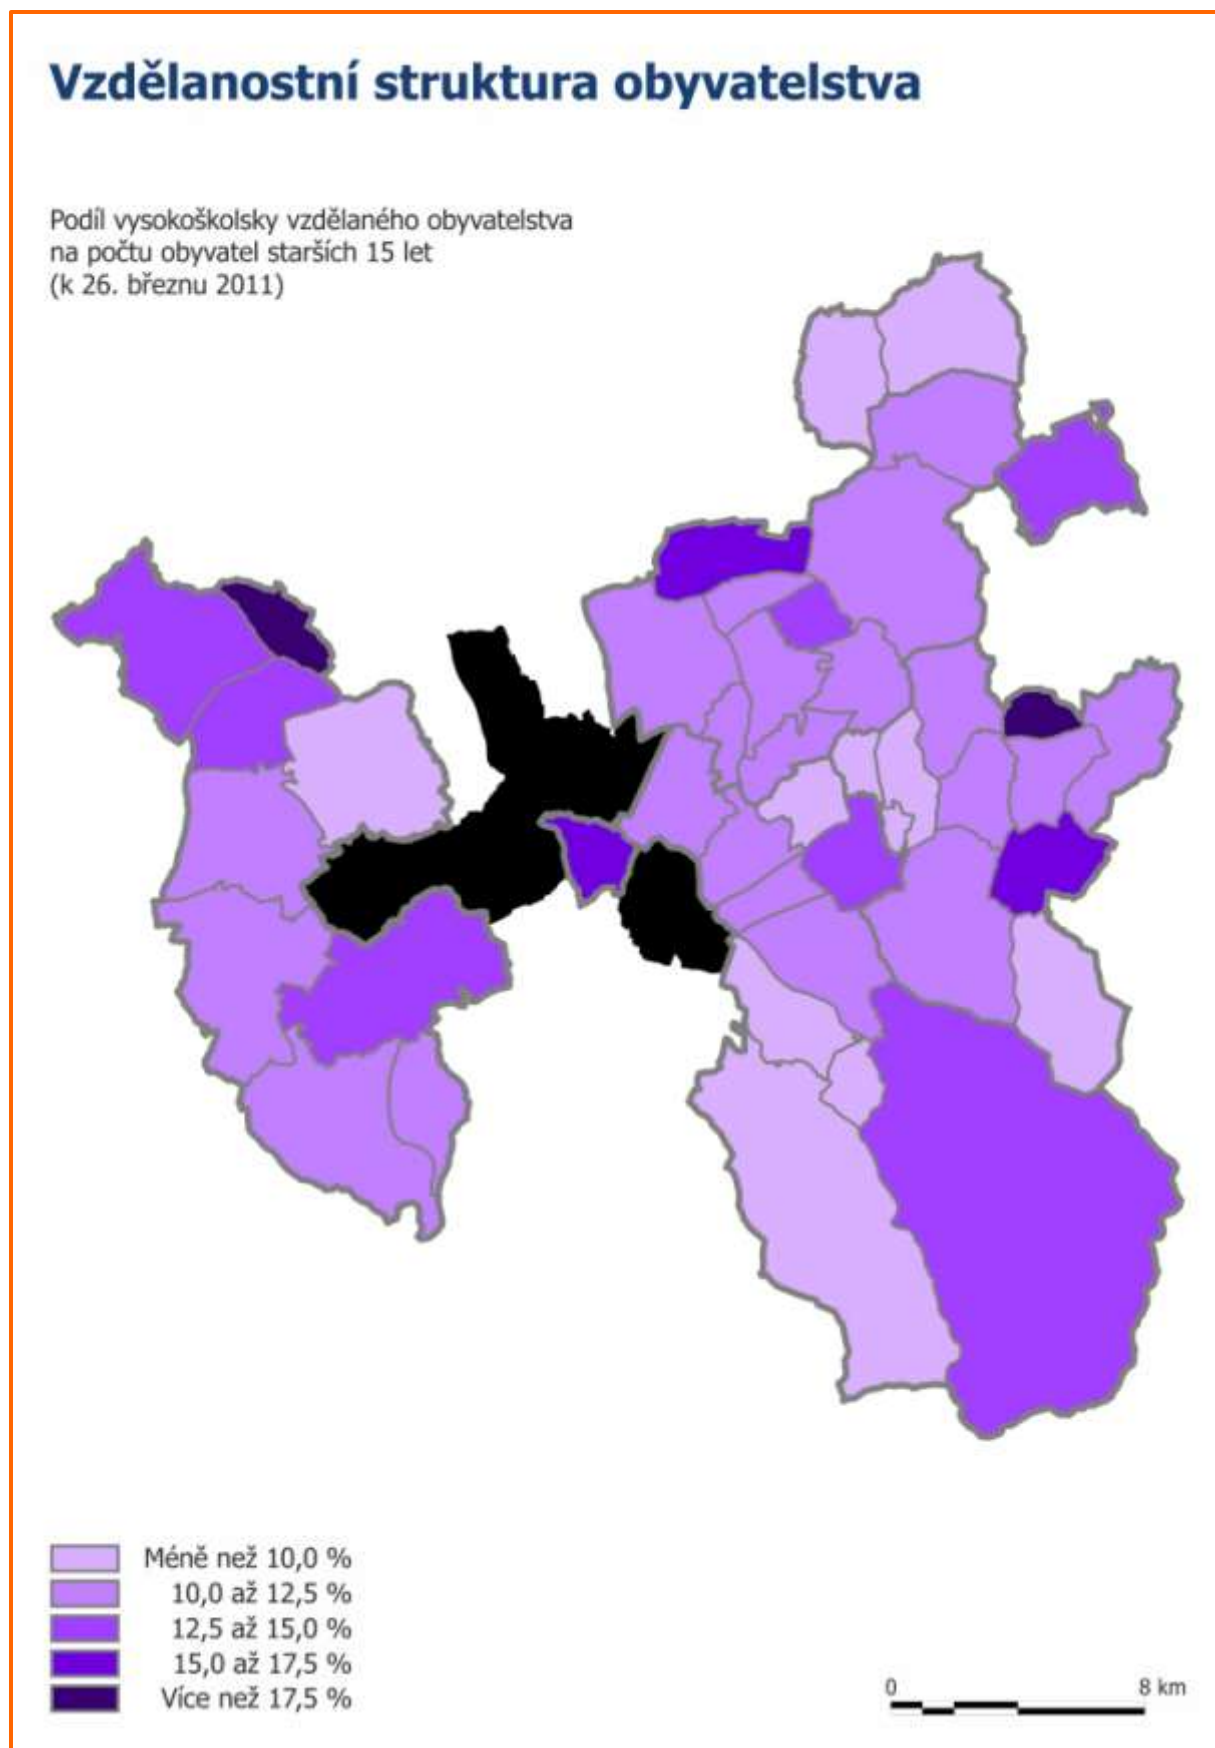 Vzdělanostní struktura obyvatelstva
Podíl vysokoškolsky vzdělaného obyvatelstva
na počtu obyvatel starších 15 let
(k 26. březnu 2011)
Méně než 10,0 %
10,0 až 12,5 %
12,5 až 15,0 %
15,0 až 17,5 %
Více než 17,5 %
0 8 km